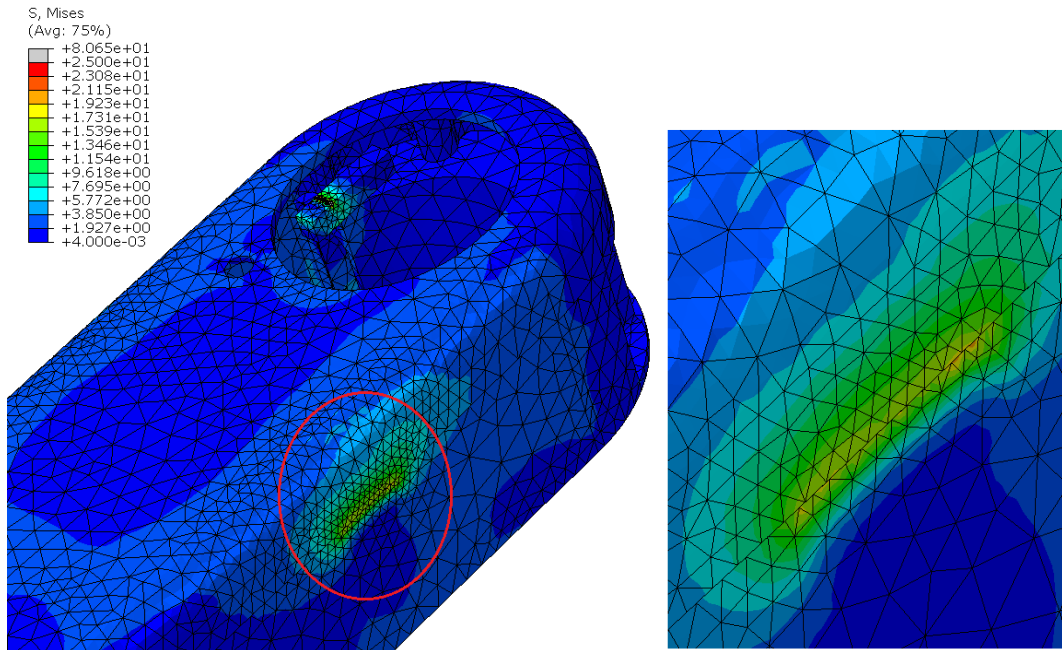 S, Mises
(Avg: 75%)
+8.065e+01
+2.500e+01
+2.308e+01
+2.115e+01
+1.923e+01
+1.731e+01
+1.539e+01
+1.346e+01
+1.154e+01
+9.618e+00
+7.695e+00
+5.772e+00
+3.850e+00
+1.927e+00
+4.000e-03